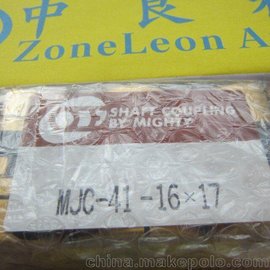 中良
ZoneLeon A
SHAFT COUPLING
BY MIGHTY
MJC-41-16×17
china.makepolo.com